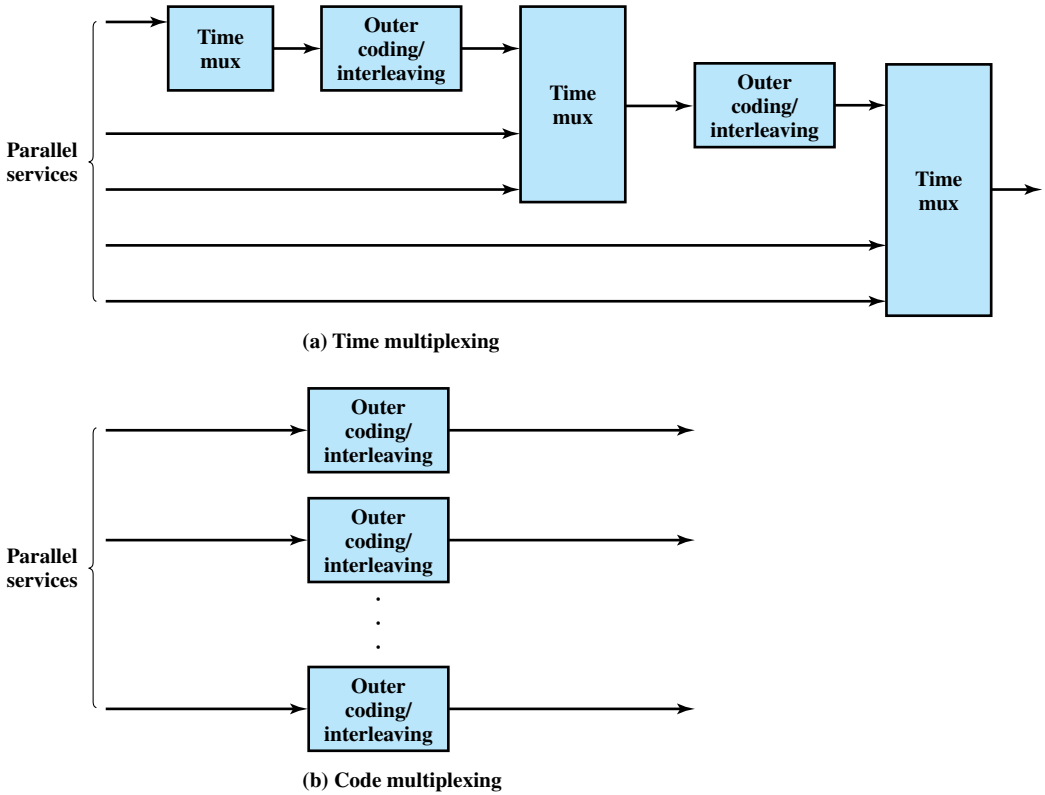 Time
mux
Outer
coding/
interleaving
Time
mux
Outer
coding/
interleaving
Time
mux
Parallel
services
(a) Time multiplexing
Outer
coding/
interleaving
Outer
coding/
interleaving
Parallel
services
Outer
coding/
interleaving
(b) Code multiplexing